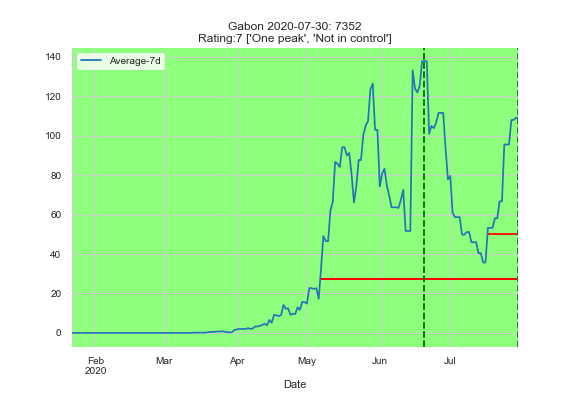 Gabon 2020-07-30: 7352
Rating:7 ['One peak', 'Not in control']
Average-7d
140
120
100
80
60
40
20
0
Feb Mar Apr May Jun Jul
2020
Date